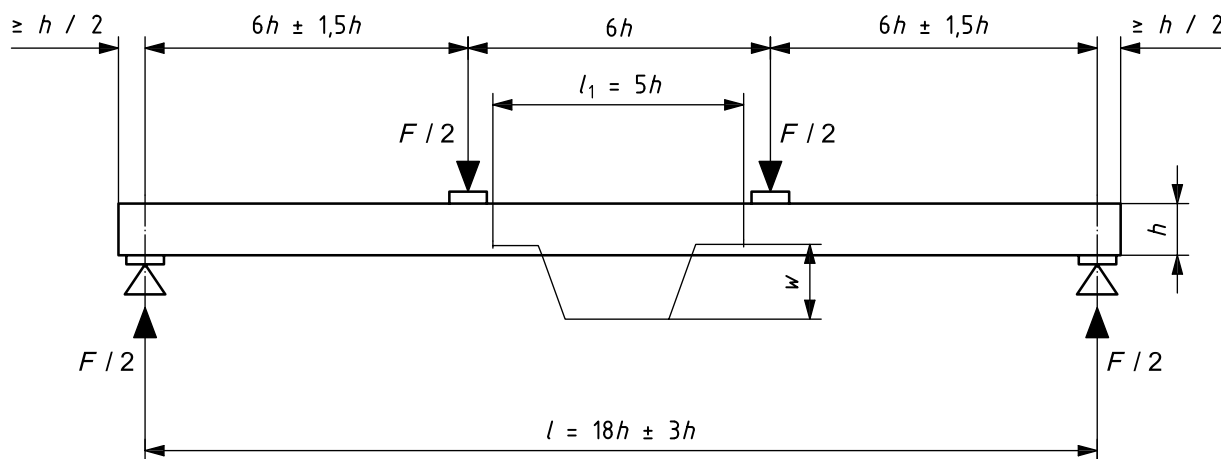 ≥ h / 2 6h ± 1,5h 6h 6h ± 1,5h ≥ h / 2
l₁ = 5h
F / 2 F / 2
h
w
F / 2 F / 2
l = 18h ± 3h